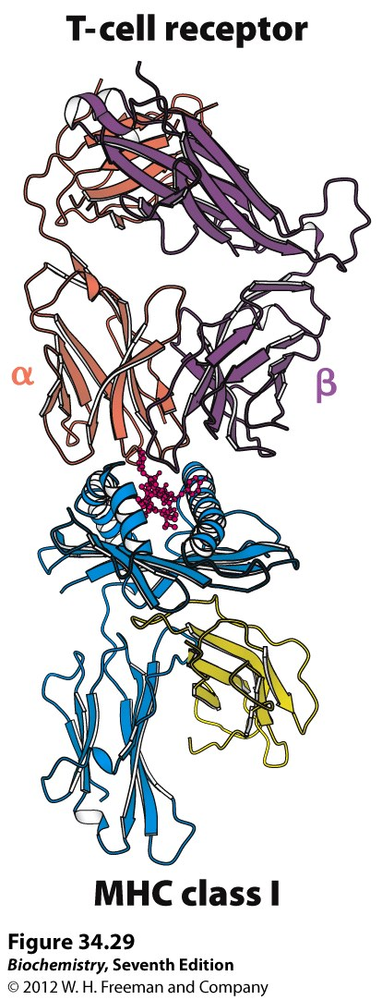 T-cell receptor
α
β
MHC class I
Figure 34.29
Biochemistry, Seventh Edition
© 2012 W. H. Freeman and Company